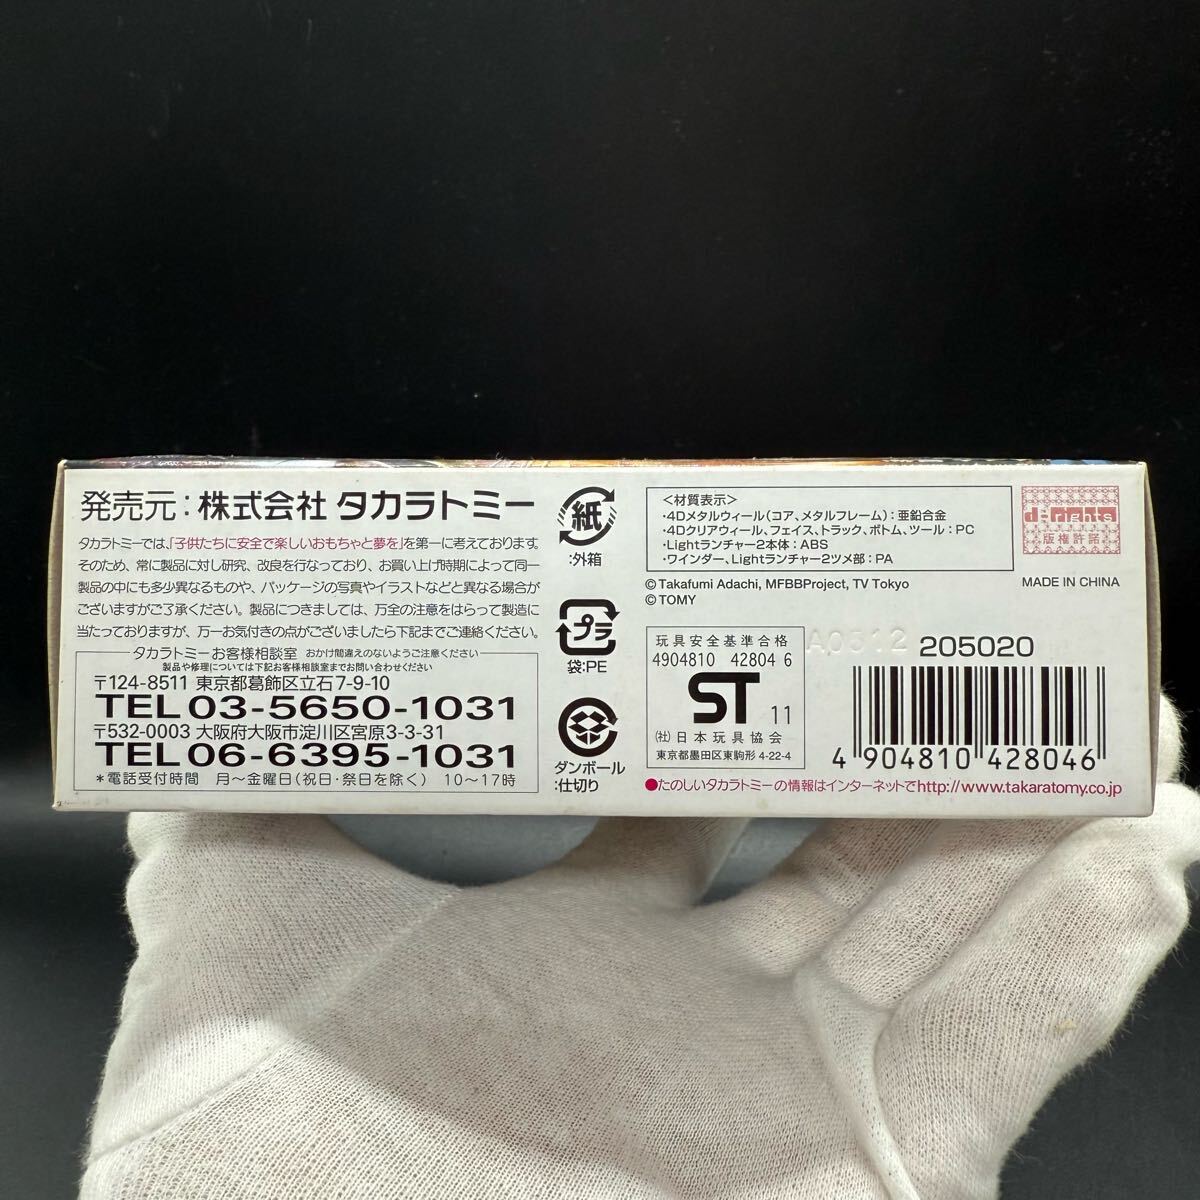 発売元：株式会社 タカラトミー
タカラトミーでは、「子供たちに安全で楽しいおもちゃと夢を」を第一に考えております。
そのため、常に製品に対し研究、改良を行なっており、お買い上げ時期によって同一
製品の中にも多少異なるものや、パッケージの写真やイラストなどと異なる場合が
ございますがご了承ください。製品につきましては、万全の注意をはらって製造に
当たっておりますが、万一お気付きの点がございましたら下記までご連絡ください。
タカラトミーお客様相談室 おかけ間違えのないようご注意ください
製品や修理については下記お客様相談室までお問い合わせください
〒124-8511 東京都葛飾区立石7-9-10
TEL 03-5650-1031
〒532-0003 大阪府大阪市淀川区宮原3-3-31
TEL 06-6395-1031
＊電話受付時間 月〜金曜日(祝日・祭日を除く) 10〜17時
紙
:外箱
プラ
袋:PE
ダンボール
:仕切り
＜材質表示＞
・4Dメタルウィール(コア、メタルフレーム)：亜鉛合金
・4Dクリアウィール、フェイス、トラック、ボトム、ツール：PC
・Lightランチャー2本体：ABS
・ワインダー、Lightランチャー2ツメ部：PA
d-rights
版権許諾
©Takafumi Adachi, MFBBProject, TV Tokyo
©TOMY
MADE IN CHINA
玩具安全基準合格
4904810 42804 6
ST 11
(社)日本玩具協会
東京都墨田区東駒形 4-22-4
A0312
205020
4 904810 428046
●たのしいタカラトミーの情報はインターネットでhttp://www.takaratomy.co.jp